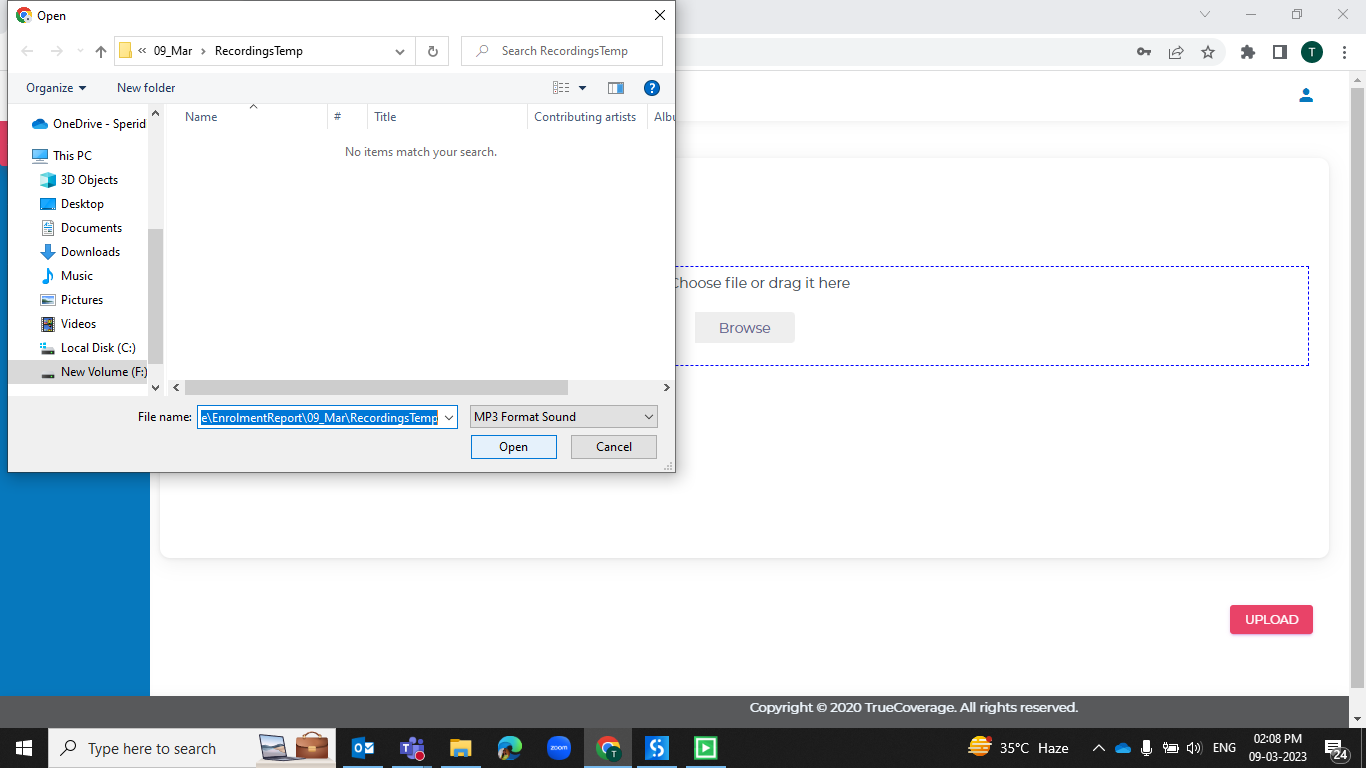 Open
« 09_Mar › RecordingsTemp
Search RecordingsTemp
T
Organize
New folder
?
Name
#
Title
Contributing artists
Albu
No items match your search.
OneDrive - Sperid
This PC
3D Objects
Desktop
Documents
Downloads
Music
Pictures
Videos
Local Disk (C:)
New Volume (F:)
File name:
e\EnrolmentReport\09_Mar\RecordingsTemp
MP3 Format Sound
Open
Cancel
Choose file or drag it here
Browse
UPLOAD
Copyright © 2020 TrueCoverage. All rights reserved.
Type here to search
zoom
T
35°C Haze
ENG
02:08 PM
09-03-2023
24